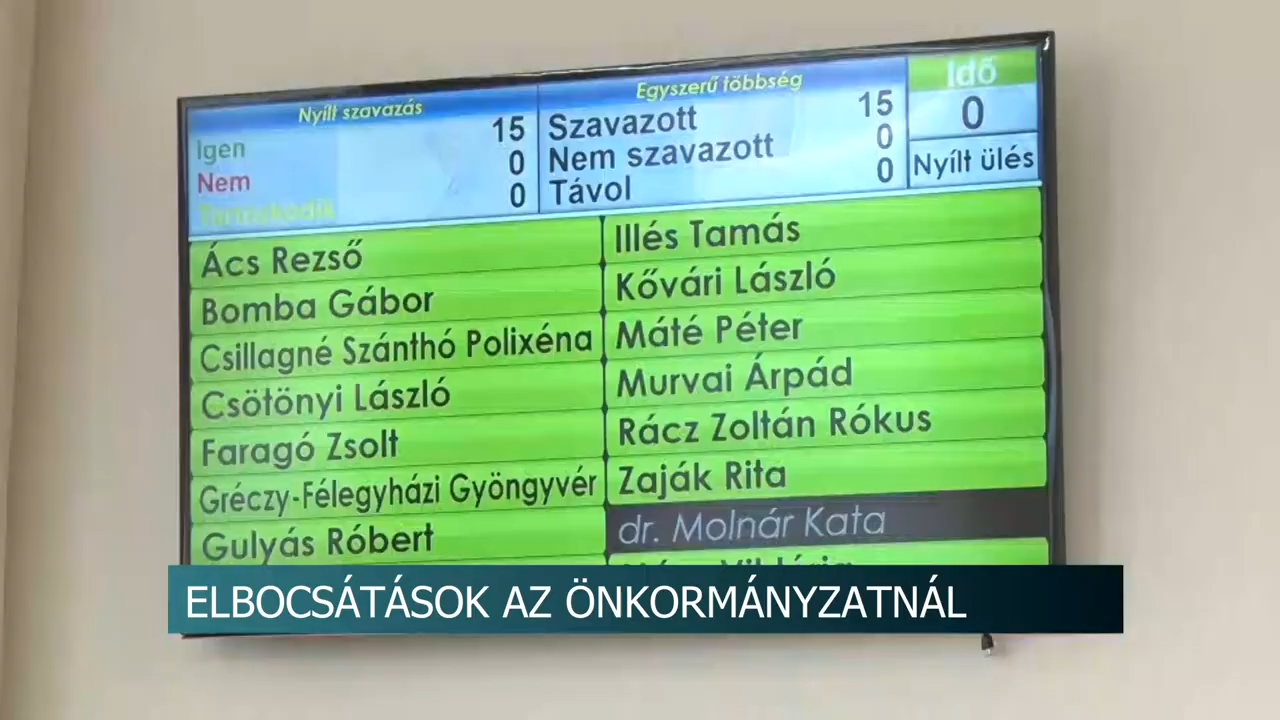 Nyílt szavazás
Igen 15
Nem 0
Tartózkodik 0
Egyszerű többség
Szavazott 15
Nem szavazott 0
Távol 0
Idő
0
Nyílt ülés
Ács Rezső
Bomba Gábor
Csillagné Szánthó Polixéna
Csötönyi László
Faragó Zsolt
Gréczy-Félegyházi Gyöngyvér
Gulyás Róbert
Illés Tamás
Kővári László
Máté Péter
Murvai Árpád
Rácz Zoltán Rókus
Zaják Rita
dr. Molnár Kata
ELBOCSÁTÁSOK AZ ÖNKORMÁNYZATNÁL